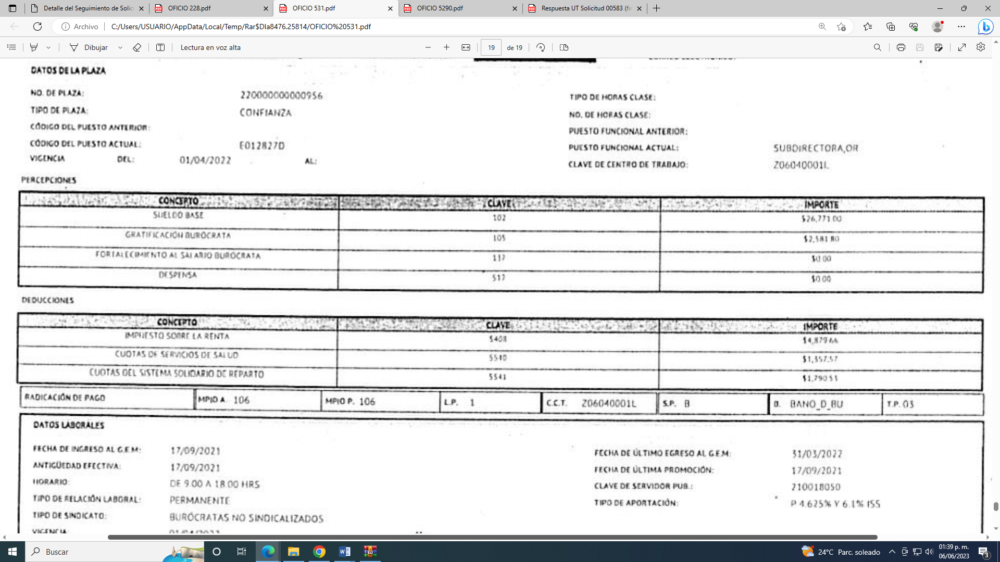 Detalle del Seguimiento de Solici
OFICIO 228.pdf
OFICIO 531.pdf
OFICIO 5290.pdf
Respuesta UT Solicitud 00583 (fir
Archivo
C:/Users/USUARIO/AppData/Local/Temp/Rar$DIa8476.25814/OFICIO%20531.pdf
Dibujar
Lectura en voz alta
19 de 19
DATOS DE LA PLAZA
NO. DE PLAZA: 220000000000956
TIPO DE HORAS CLASE:
TIPO DE PLAZA: CONFIANZA
NO. DE HORAS CLASE:
CÓDIGO DEL PUESTO ANTERIOR:
PUESTO FUNCIONAL ANTERIOR:
CÓDIGO DEL PUESTO ACTUAL: E012827D
PUESTO FUNCIONAL ACTUAL: SUBDIRECTORA,OR
VIGENCIA DEL: 01/04/2022 AL:
CLAVE DE CENTRO DE TRABAJO: Z06040001L
PERCEPCIONES
CONCEPTO CLAVE IMPORTE
SUELDO BASE 102 $26,771.00
GRATIFICACIÓN BURÓCRATA 105 $2,581.80
FORTALECIMIENTO AL SALARIO BURÓCRATA 137 $0.00
DESPENSA 517 $0.00
DEDUCCIONES
CONCEPTO CLAVE IMPORTE
IMPUESTO SOBRE LA RENTA 5408 $4,879.66
CUOTAS DE SERVICIOS DE SALUD 5540 $1,357.57
CUOTAS DEL SISTEMA SOLIDARIO DE REPARTO 5541 $1,790.55
RADICACIÓN DE PAGO MPIO A. 106 MPIO P. 106 L.P. 1 C.C.T. Z06040001L S.P. B B. BANO_D_BU T.P. 03
DATOS LABORALES
FECHA DE INGRESO AL G.E.M: 17/09/2021
FECHA DE ÚLTIMO EGRESO AL G.E.M: 31/03/2022
ANTIGÜEDAD EFECTIVA: 17/09/2021
FECHA DE ÚLTIMA PROMOCIÓN: 17/09/2021
HORARIO: DE 9.00 A 18.00 HRS
CLAVE DE SERVIDOR PUB.: 210018050
TIPO DE RELACIÓN LABORAL: PERMANENTE
TIPO DE APORTACIÓN: P 4.625% Y 6.1% ISS
TIPO DE SINDICATO: BURÓCRATAS NO SINDICALIZADOS
VIGENCIA: 01/04/2022
Buscar
24°C Parc. soleado
01:39 p. m.
06/06/2023
3